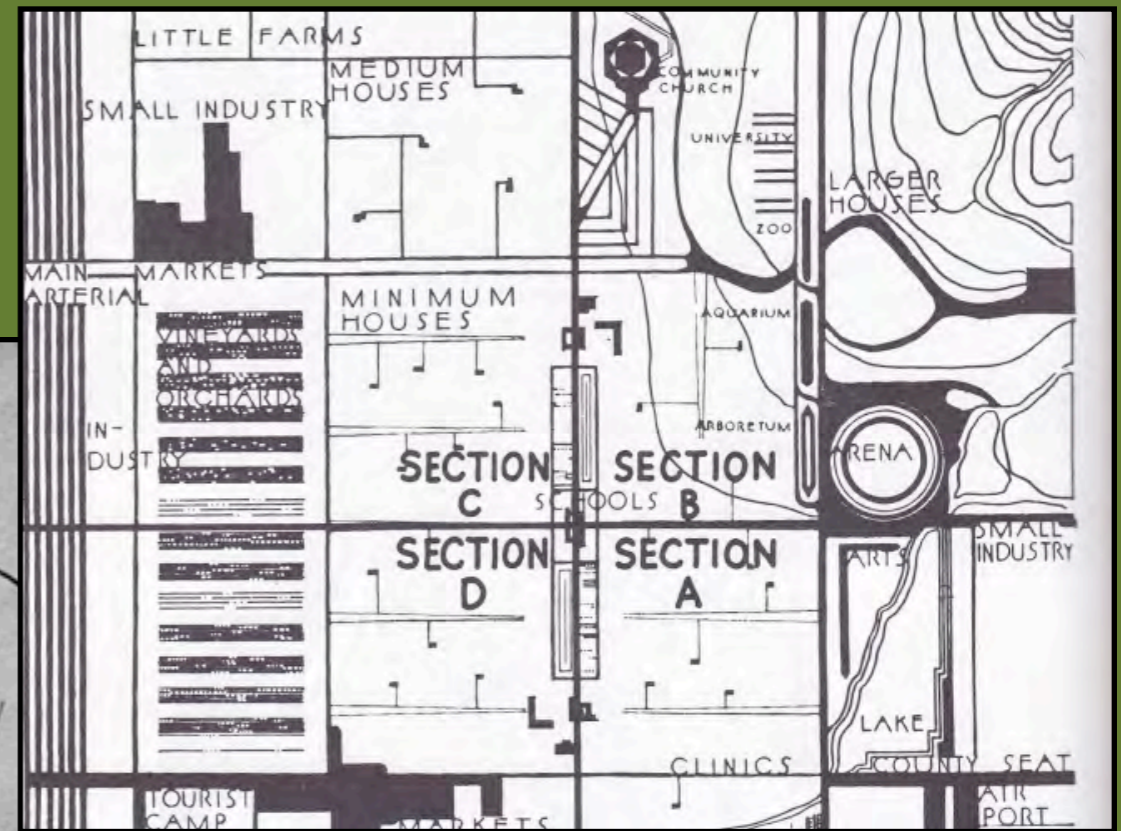 LITTLE FARMS
MEDIUM
HOUSES
SMALL INDUSTRY
COMMUNITY
CHURCH
UNIVERSITY
LARGER
HOUSES
ZOO
MAIN
ARTERIAL
MARKETS
MINIMUM
HOUSES
AQUARIUM
VINEYARDS
AND
ORCHARDS
IN-
DUSTRY
ARBORETUM
ARENA
SECTION
C
SECTION
B
SCHOOLS
SECTION
D
SECTION
A
ARTS
SMALL
INDUSTRY
LAKE
CLINICS
COUNTY SEAT
TOURIST
CAMP
MARKETS
AIR
PORT